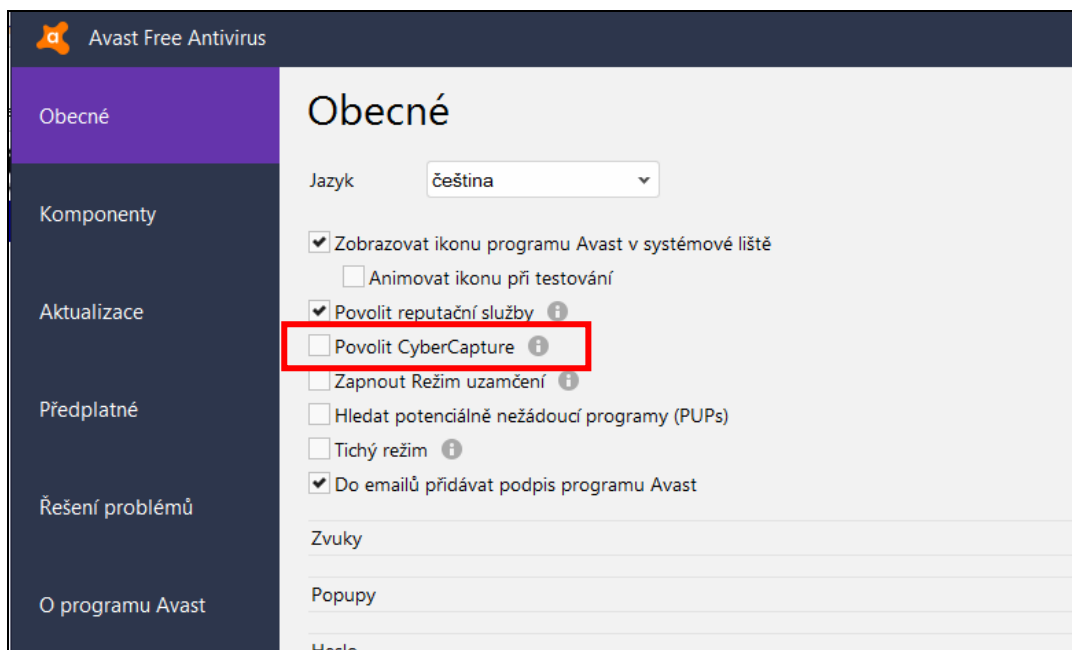 Avast Free Antivirus
Obecné
Komponenty
Aktualizace
Předplatné
Řešení problémů
O programu Avast
Obecné
Jazyk čeština
Zobrazovat ikonu programu Avast v systémové liště
Animovat ikonu při testování
Povolit reputační služby
Povolit CyberCapture
Zapnout Režim uzamčení
Hledat potenciálně nežádoucí programy (PUPs)
Tichý režim
Do emailů přidávat podpis programu Avast
Zvuky
Popupy